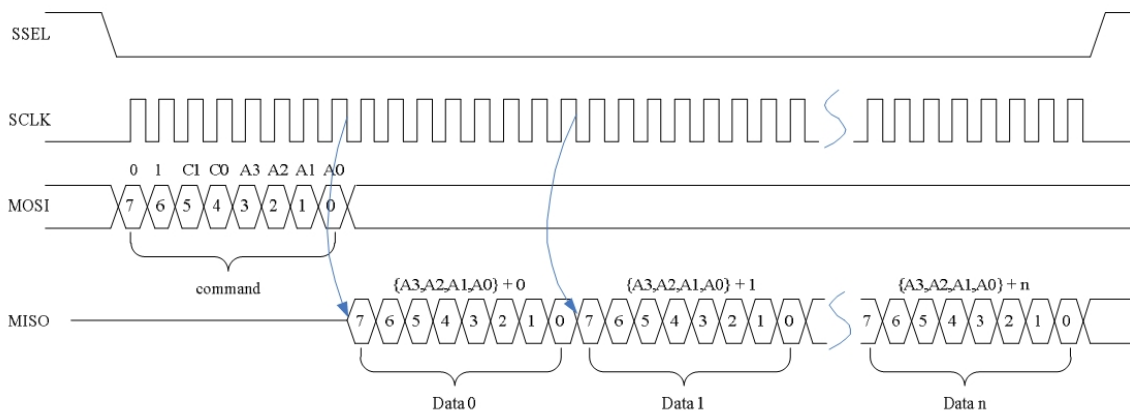 SSEL
SCLK
0 1 C1 C0 A3 A2 A1 A0
MOSI 7 6 5 4 3 2 1 0
command
{A3,A2,A1,A0} + 0 {A3,A2,A1,A0} + 1 {A3,A2,A1,A0} + n
MISO 7 6 5 4 3 2 1 0 7 6 5 4 3 2 1 0 7 6 5 4 3 2 1 0
Data 0 Data 1 Data n